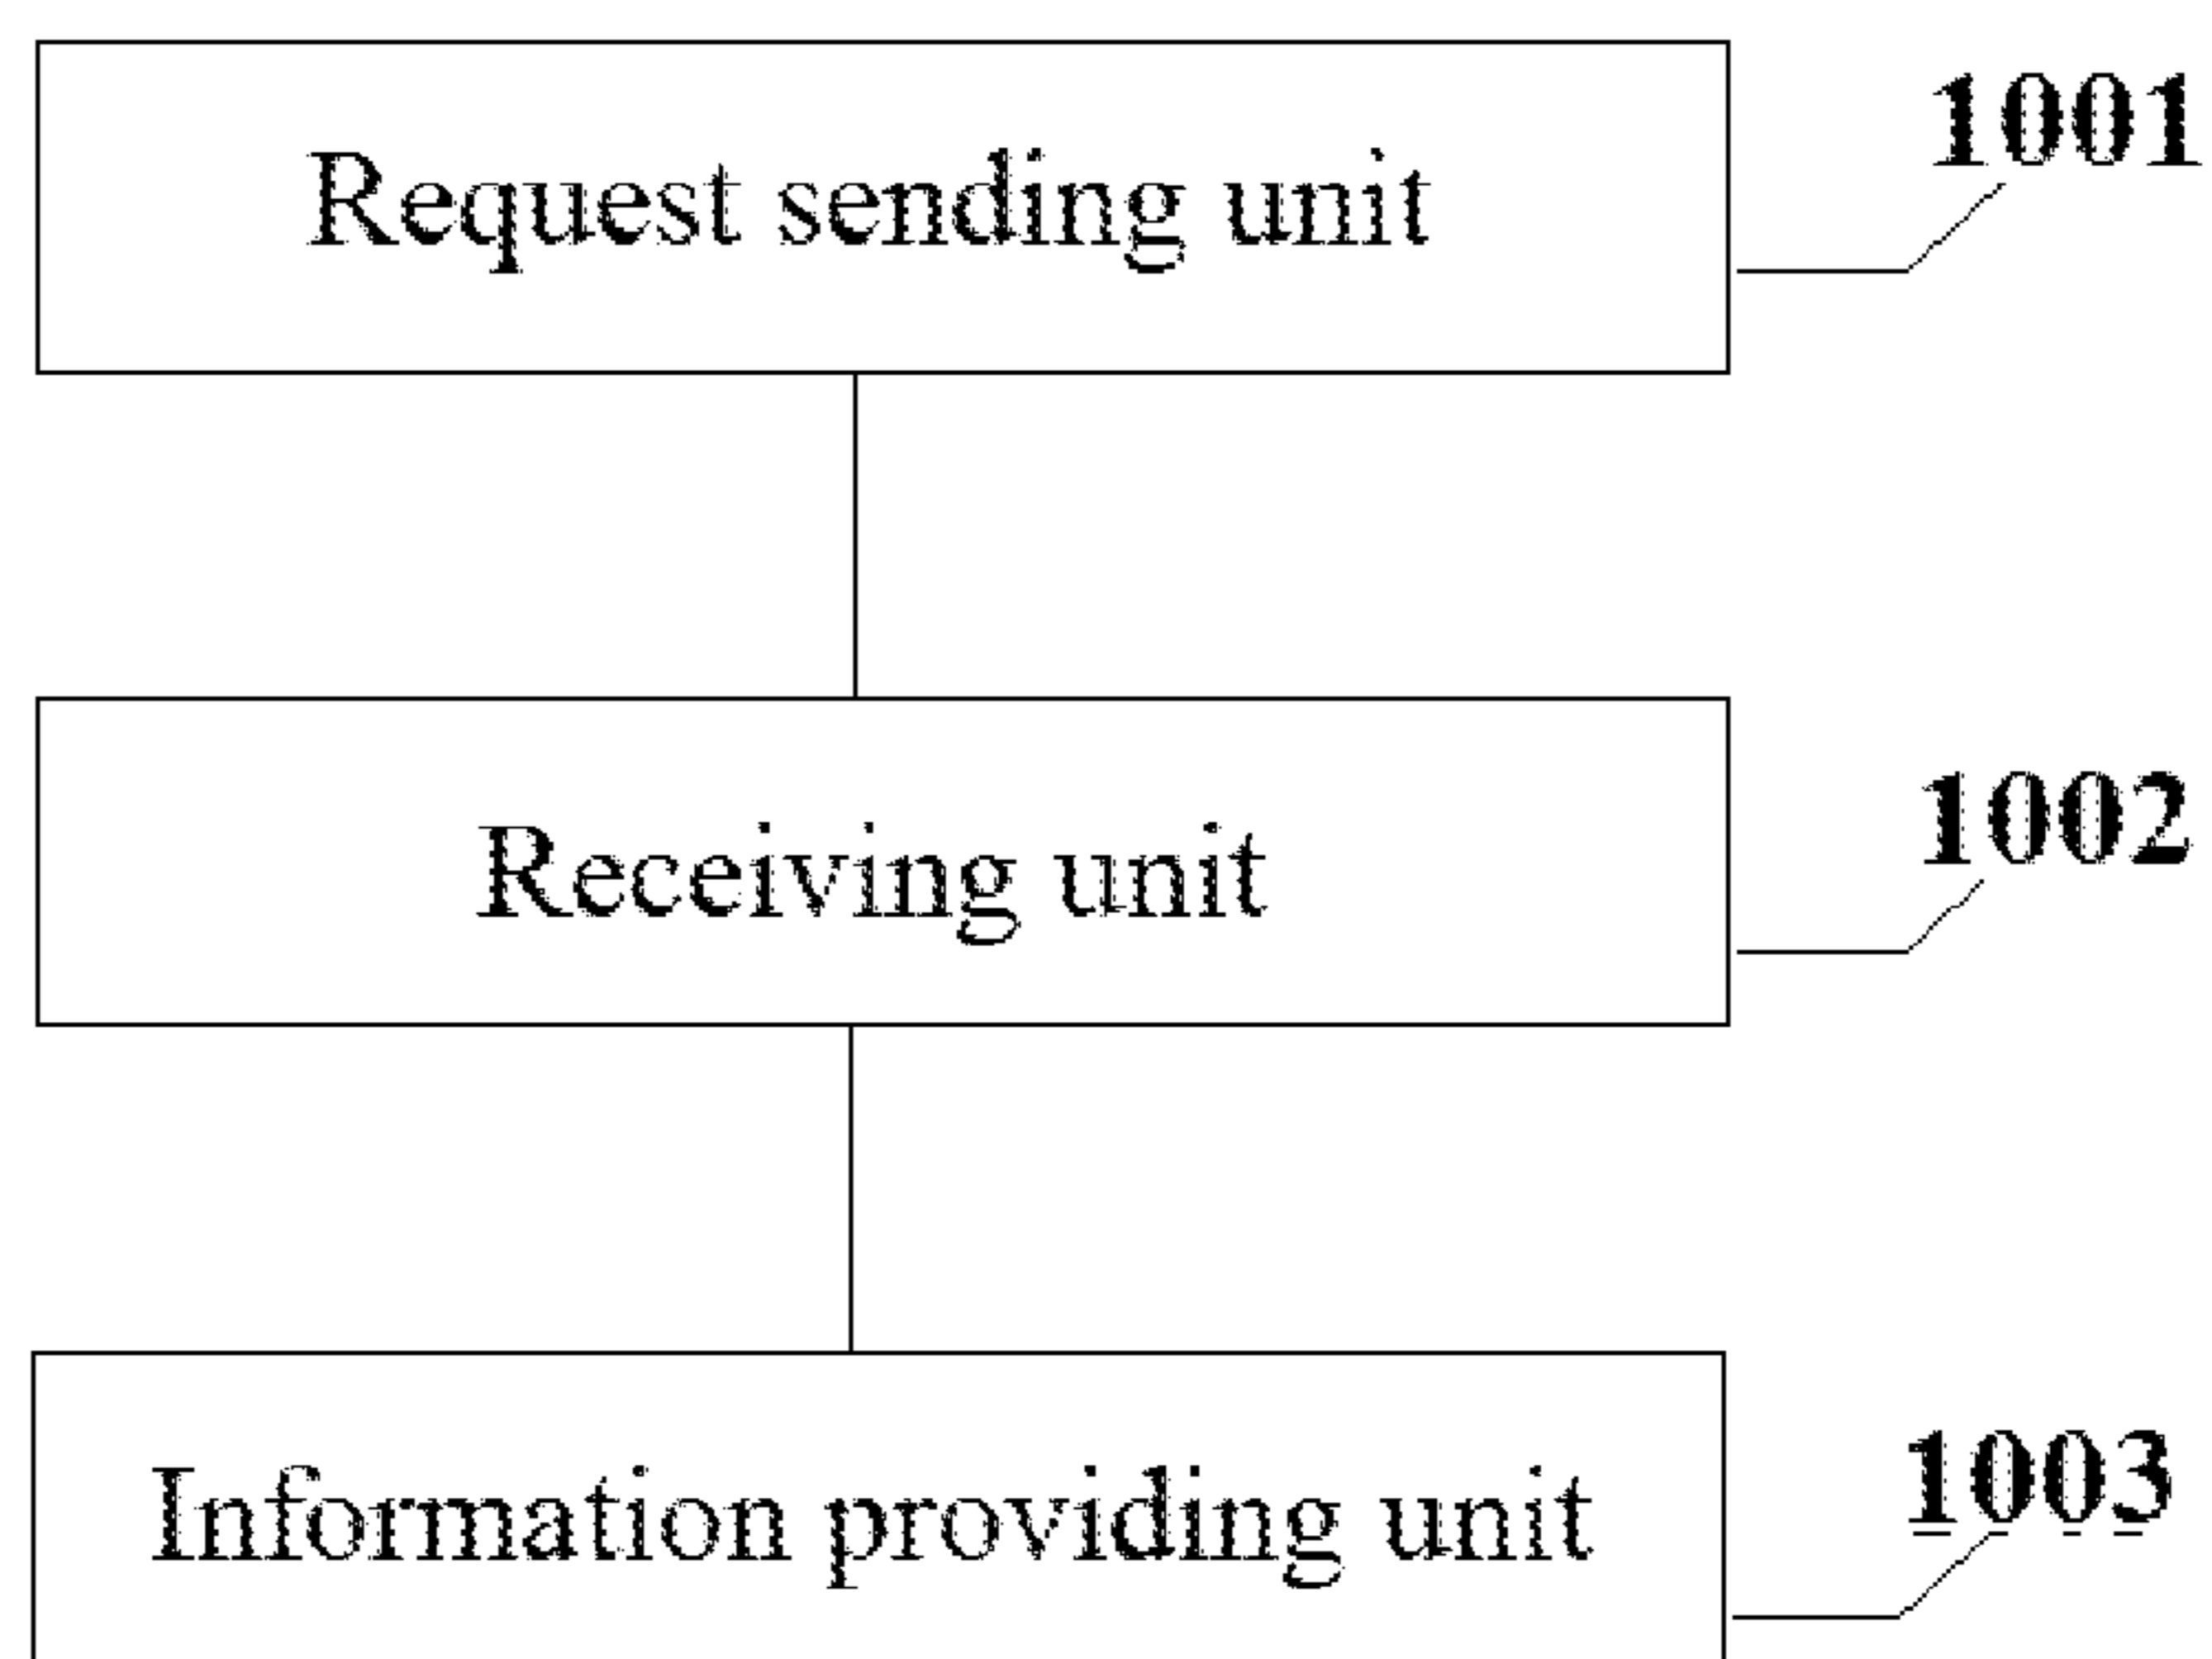 Request sending unit
1001
Receiving unit
1002
Information providing unit
1003